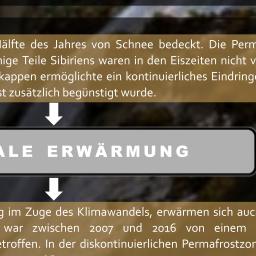 Hälfte des Jahres von Schnee bedeckt. Die Perm
nige Teile Sibiriens waren in den Eiszeiten nicht v
kappen ermöglichte ein kontinuierliches Eindringe
st zusätzlich begünstigt wurde.
ALE ERWÄRMUNG
g im Zuge des Klimawandels, erwärmen sich auc
war zwischen 2007 und 2016 von einem
etroffen. In der diskontinuierlichen Permafrostzon